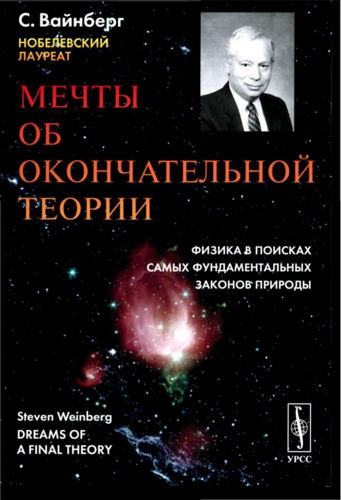 С. Вайнберг
НОБЕЛЕВСКИЙ
ЛАУРЕАТ
МЕЧТЫ
ОБ
ОКОНЧАТЕЛЬНОЙ
ТЕОРИИ
ФИЗИКА В ПОИСКАХ
САМЫХ ФУНДАМЕНТАЛЬНЫХ
ЗАКОНОВ ПРИРОДЫ
Steven Weinberg
DREAMS OF
A FINAL THEORY
УРСС